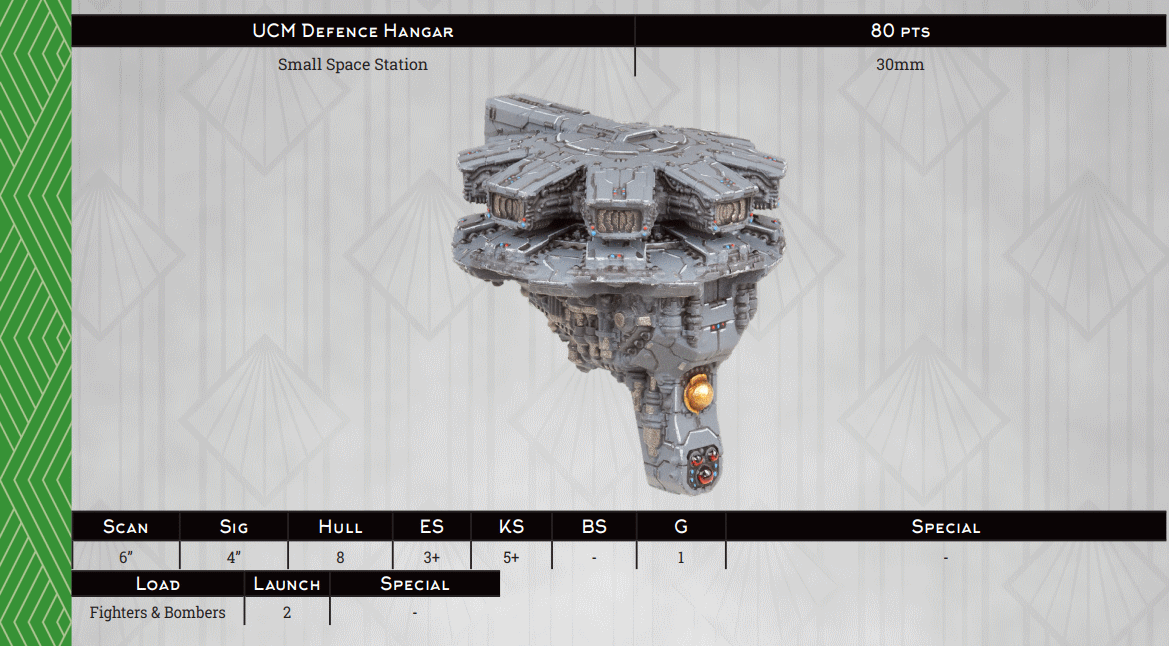 UCM Defence Hangar 80 pts
Small Space Station 30mm
Scan Sig Hull ES KS BS G Special
6” 4” 8 3+ 5+ - 1 -
Load Launch Special
Fighters & Bombers 2 -